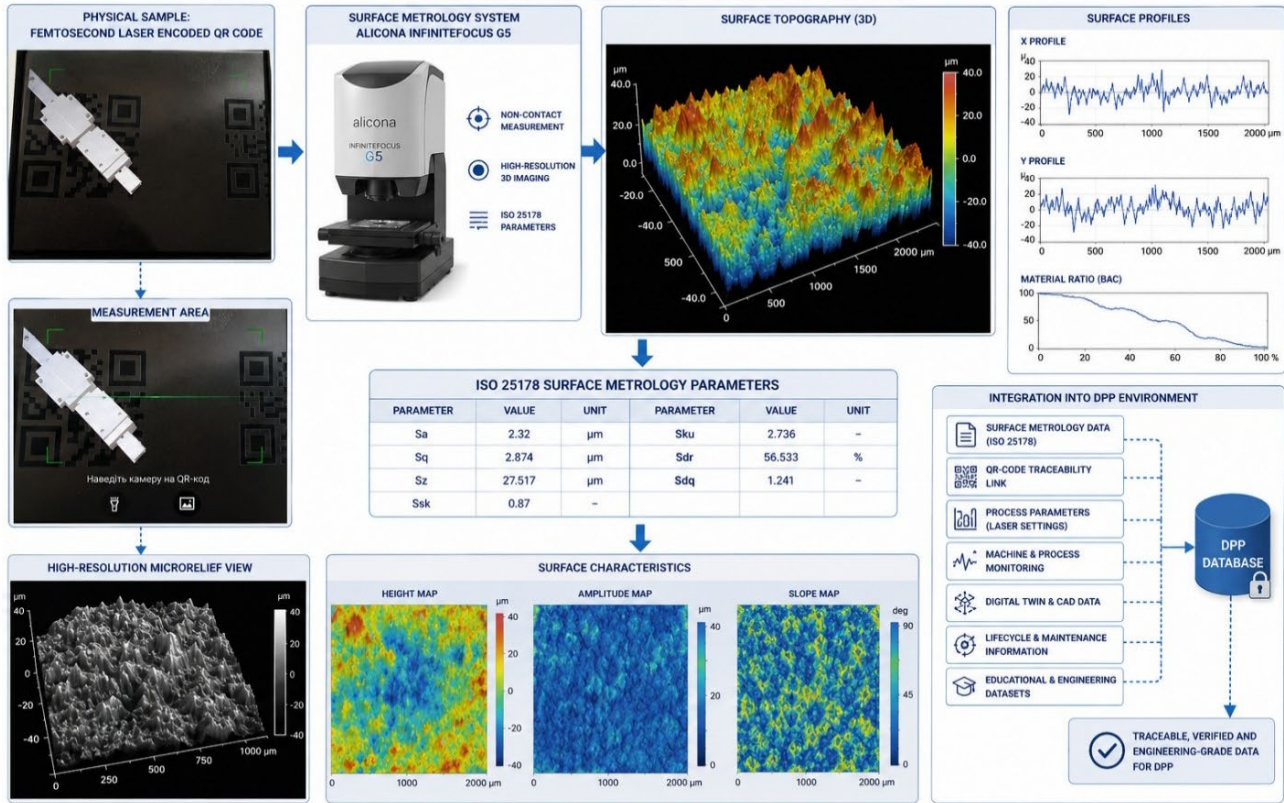 PHYSICAL SAMPLE:
FEMTOSECOND LASER ENCODED QR CODE
SURFACE METROLOGY SYSTEM
ALICONA INFINITEFOCUS G5
alicona
INFINITEFOCUS
G5
NON-CONTACT
MEASUREMENT
HIGH-RESOLUTION
3D IMAGING
ISO 25178
PARAMETERS
SURFACE TOPOGRAPHY (3D)
µm
40.0
20.0
0.0
-20.0
-40.0
-40.0
0
500
500
1000
1500
2000 µm
µm
40.0
20.0
0.0
-20.0
-40.0
SURFACE PROFILES
X PROFILE
µ
40
20
0
-20
-40
0
500
1000
1500
2000 µm
Y PROFILE
µ
40
20
0
-20
-40
0
500
1000
1500
2000 µm
MATERIAL RATIO (BAC)
100
50
0
0
20
40
60
80
100 %
MEASUREMENT AREA
Наведіть камеру на QR-код
HIGH-RESOLUTION MICRORELIEF VIEW
µm
40
20
0
-20
-40
0
250
500
750
1000 µm
µm
40
20
0
-20
-40
ISO 25178 SURFACE METROLOGY PARAMETERS
PARAMETER VALUE UNIT PARAMETER VALUE UNIT
Sa 2.32 µm Sku 2.736 –
Sq 2.874 µm Sdr 56.533 %
Sz 27.517 µm Sdq 1.241 –
Ssk 0.87 –
SURFACE CHARACTERISTICS
HEIGHT MAP
µm
40
20
0
-20
-40
0
1000
2000 µm
AMPLITUDE MAP
µm
40
20
0
0
1000
2000 µm
SLOPE MAP
deg
90
45
0
0
1000
2000 µm
INTEGRATION INTO DPP ENVIRONMENT
SURFACE METROLOGY DATA
(ISO 25178)
QR-CODE TRACEABILITY
LINK
PROCESS PARAMETERS
(LASER SETTINGS)
MACHINE & PROCESS
MONITORING
DIGITAL TWIN & CAD DATA
LIFECYCLE & MAINTENANCE
INFORMATION
EDUCATIONAL & ENGINEERING
DATASETS
DPP
DATABASE
TRACEABLE, VERIFIED AND
ENGINEERING-GRADE DATA
FOR DPP